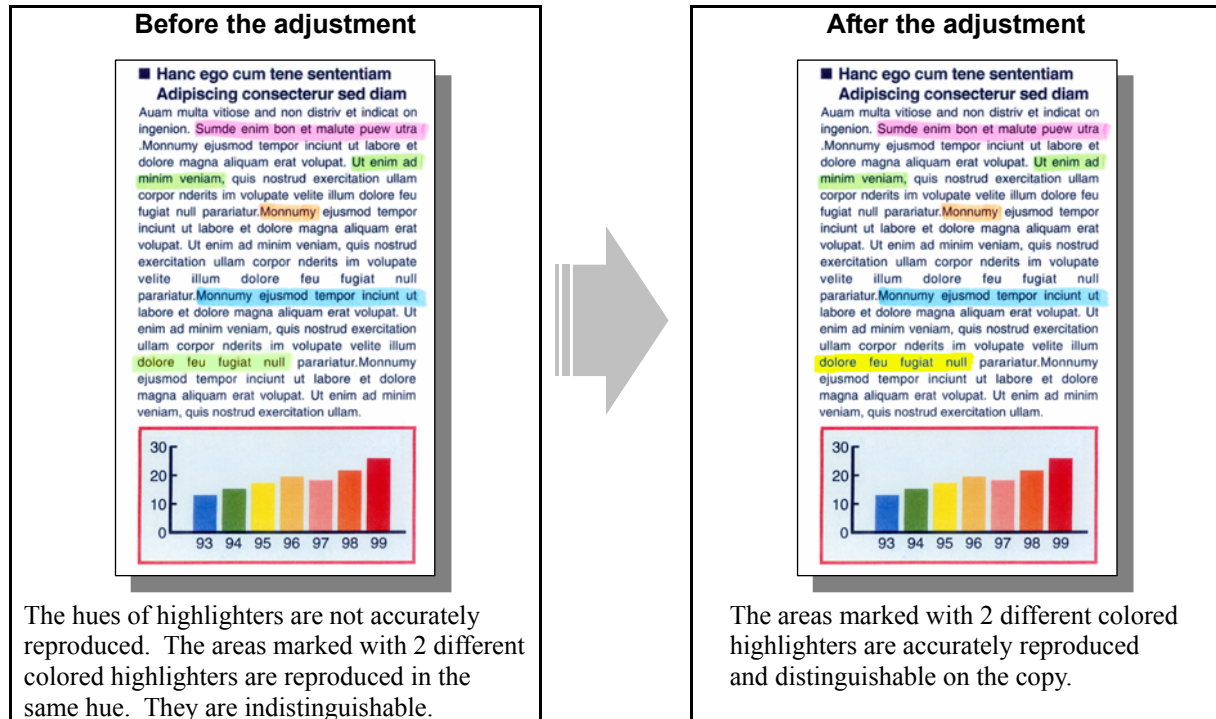 Before the adjustment
■ Hanc ego cum tene sententiam
Adipiscing consecterur sed diam
Auam multa vitiose and non distriv et indicat on
ingenion. Sumde enim bon et malute puew utra
.Monnumy ejusmod tempor inciunt ut labore et
dolore magna aliquam erat volupat. Ut enim ad
minim veniam, quis nostrud exercitation ullam
corpor nderits im volupate velite illum dolore feu
fugiat null parariatur.Monnumy ejusmod tempor
inciunt ut labore et dolore magna aliquam erat
volupat. Ut enim ad minim veniam, quis nostrud
exercitation ullam corpor nderits im volupate
velite illum dolore feu fugiat null
parariatur.Monnumy ejusmod tempor inciunt ut
labore et dolore magna aliquam erat volupat. Ut
enim ad minim veniam, quis nostrud exercitation
ullam corpor nderits im volupate velite illum
dolore feu fugiat null parariatur.Monnumy
ejusmod tempor inciunt ut labore et dolore
magna aliquam erat volupat. Ut enim ad minim
veniam, quis nostrud exercitation ullam.
30
20
10
0
93 94 95 96 97 98 99
The hues of highlighters are not accurately
reproduced. The areas marked with 2 different
colored highlighters are reproduced in the
same hue. They are indistinguishable.
After the adjustment
■ Hanc ego cum tene sententiam
Adipiscing consecterur sed diam
Auam multa vitiose and non distriv et indicat on
ingenion. Sumde enim bon et malute puew utra
.Monnumy ejusmod tempor inciunt ut labore et
dolore magna aliquam erat volupat. Ut enim ad
minim veniam, quis nostrud exercitation ullam
corpor nderits im volupate velite illum dolore feu
fugiat null parariatur.Monnumy ejusmod tempor
inciunt ut labore et dolore magna aliquam erat
volupat. Ut enim ad minim veniam, quis nostrud
exercitation ullam corpor nderits im volupate
velite illum dolore feu fugiat null
parariatur.Monnumy ejusmod tempor inciunt ut
labore et dolore magna aliquam erat volupat. Ut
enim ad minim veniam, quis nostrud exercitation
ullam corpor nderits im volupate velite illum
dolore feu fugiat null parariatur.Monnumy
ejusmod tempor inciunt ut labore et dolore
magna aliquam erat volupat. Ut enim ad minim
veniam, quis nostrud exercitation ullam.
30
20
10
0
93 94 95 96 97 98 99
The areas marked with 2 different colored
highlighters are accurately reproduced
and distinguishable on the copy.